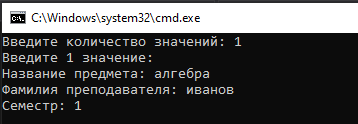 C:\Windows\system32\cmd.exe
Введите количество значений: 1
Введите 1 значение:
Название предмета: алгебра
Фамилия преподавателя: иванов
Семестр: 1